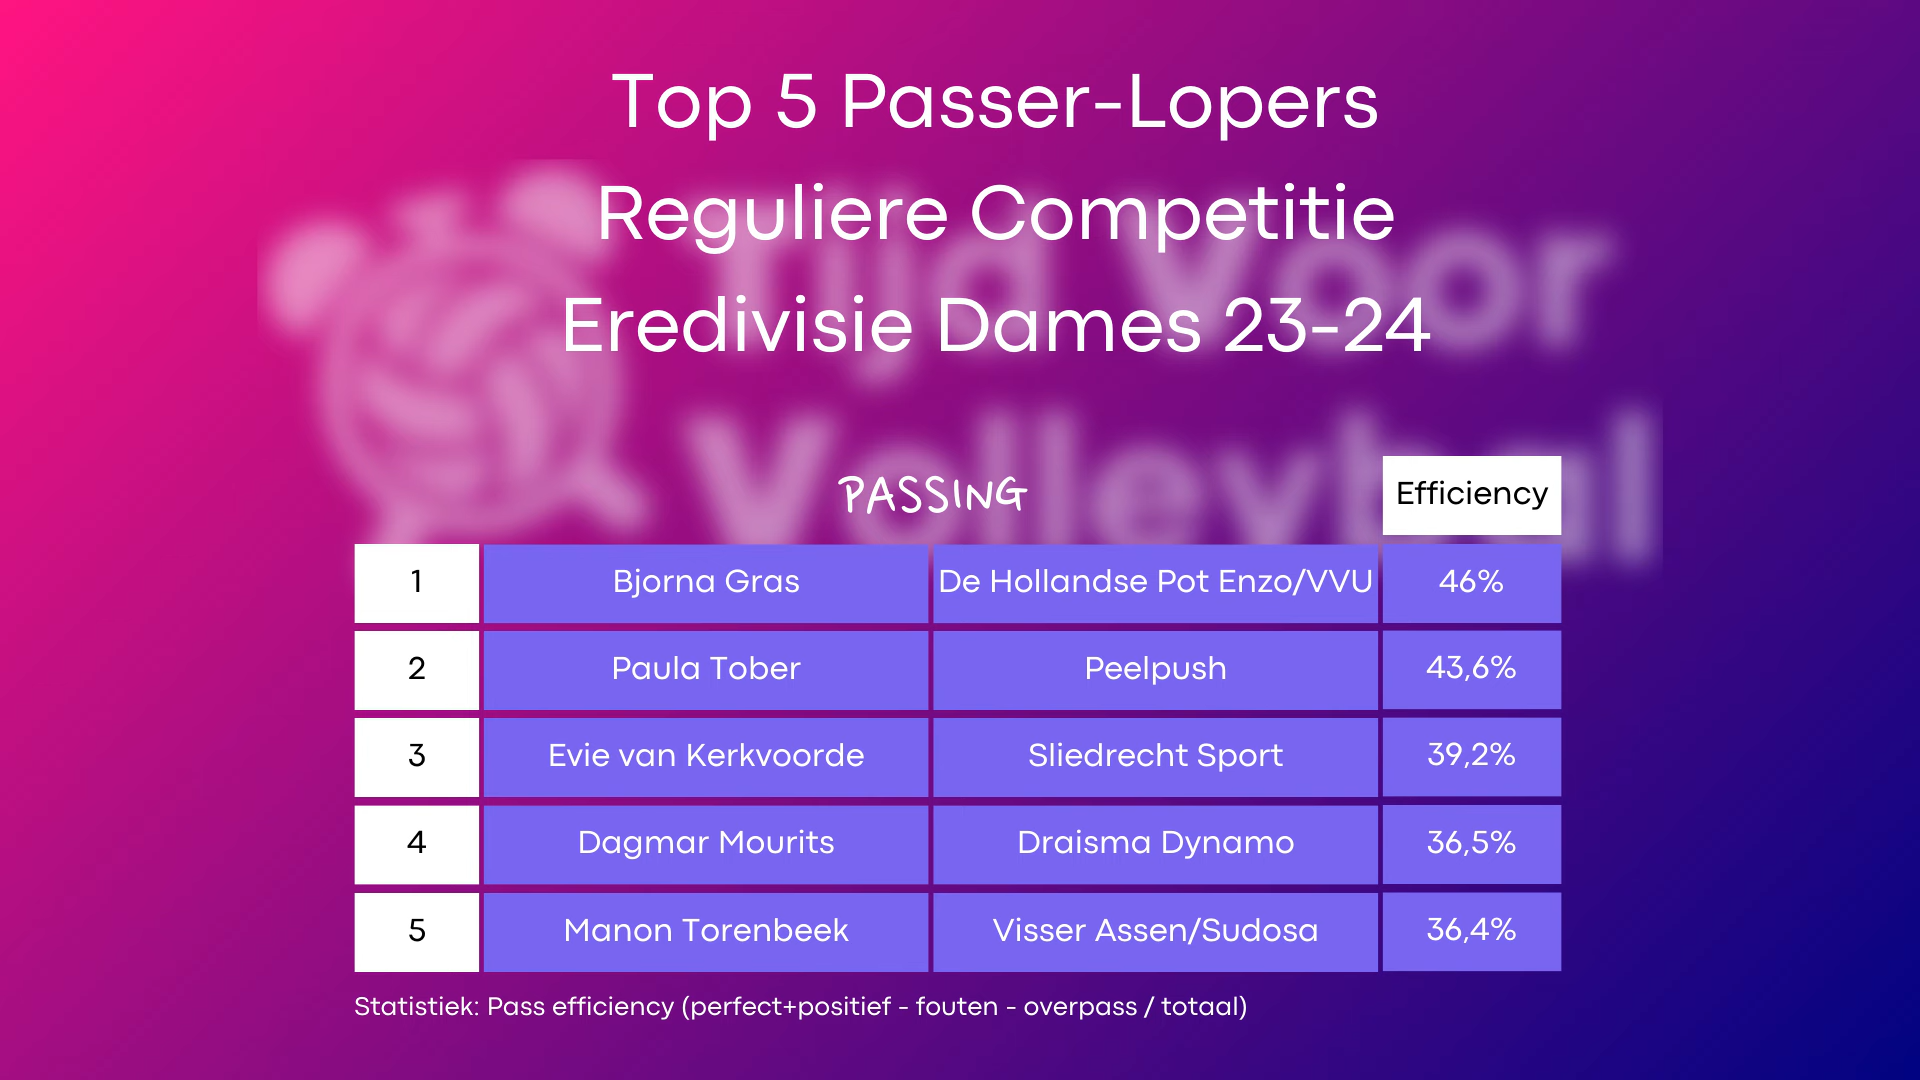 Top 5 Passer-Lopers
Reguliere Competitie
Eredivisie Dames 23-24
Tijd Voor
Volleybal
PASSING Efficiency
1 Bjorna Gras De Hollandse Pot Enzo/VVU 46%
2 Paula Tober Peelpush 43,6%
3 Evie van Kerkvoorde Sliedrecht Sport 39,2%
4 Dagmar Mourits Draisma Dynamo 36,5%
5 Manon Torenbeek Visser Assen/Sudosa 36,4%
Statistiek: Pass efficiency (perfect+positief - fouten - overpass / totaal)